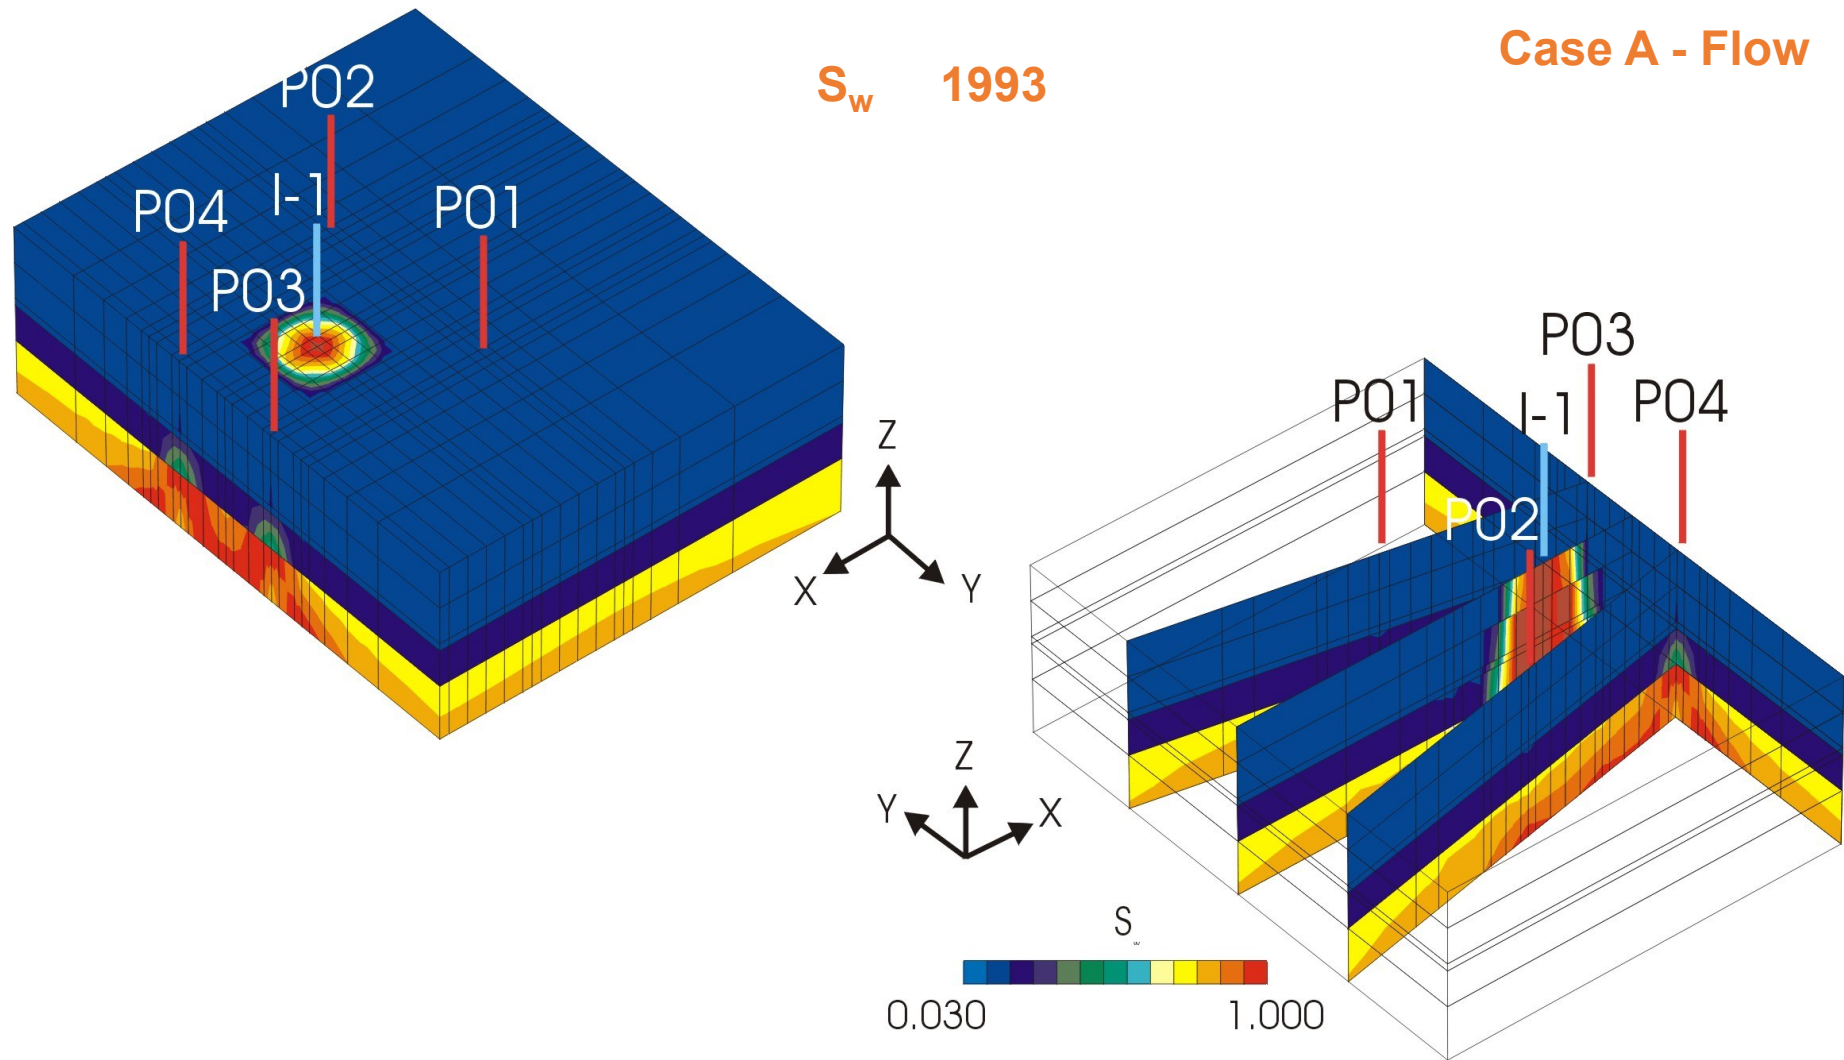 Case A - Flow
Sw 1993
PO2
I-1
PO4
PO1
PO3
Z
X
Y
PO3
PO1
I-1
PO4
PO2
Z
Y
X
Sw
0.030
1.000